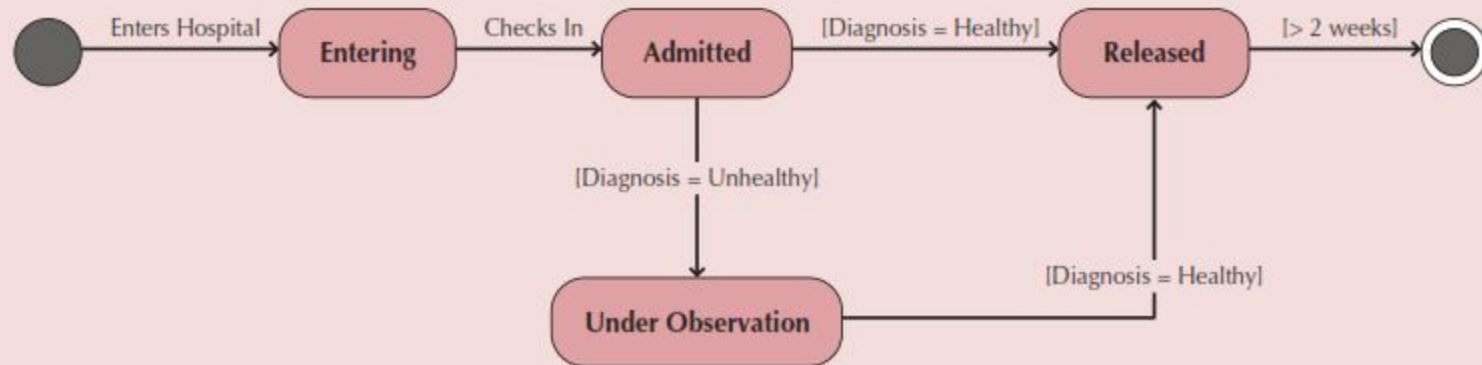 Enters Hospital
Entering
Checks In
Admitted
[Diagnosis = Healthy]
Released
[> 2 weeks]
[Diagnosis = Unhealthy]
[Diagnosis = Healthy]
Under Observation